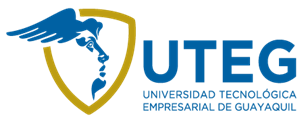 UTEG
UNIVERSIDAD TECNOLÓGICA
EMPRESARIAL DE GUAYAQUIL